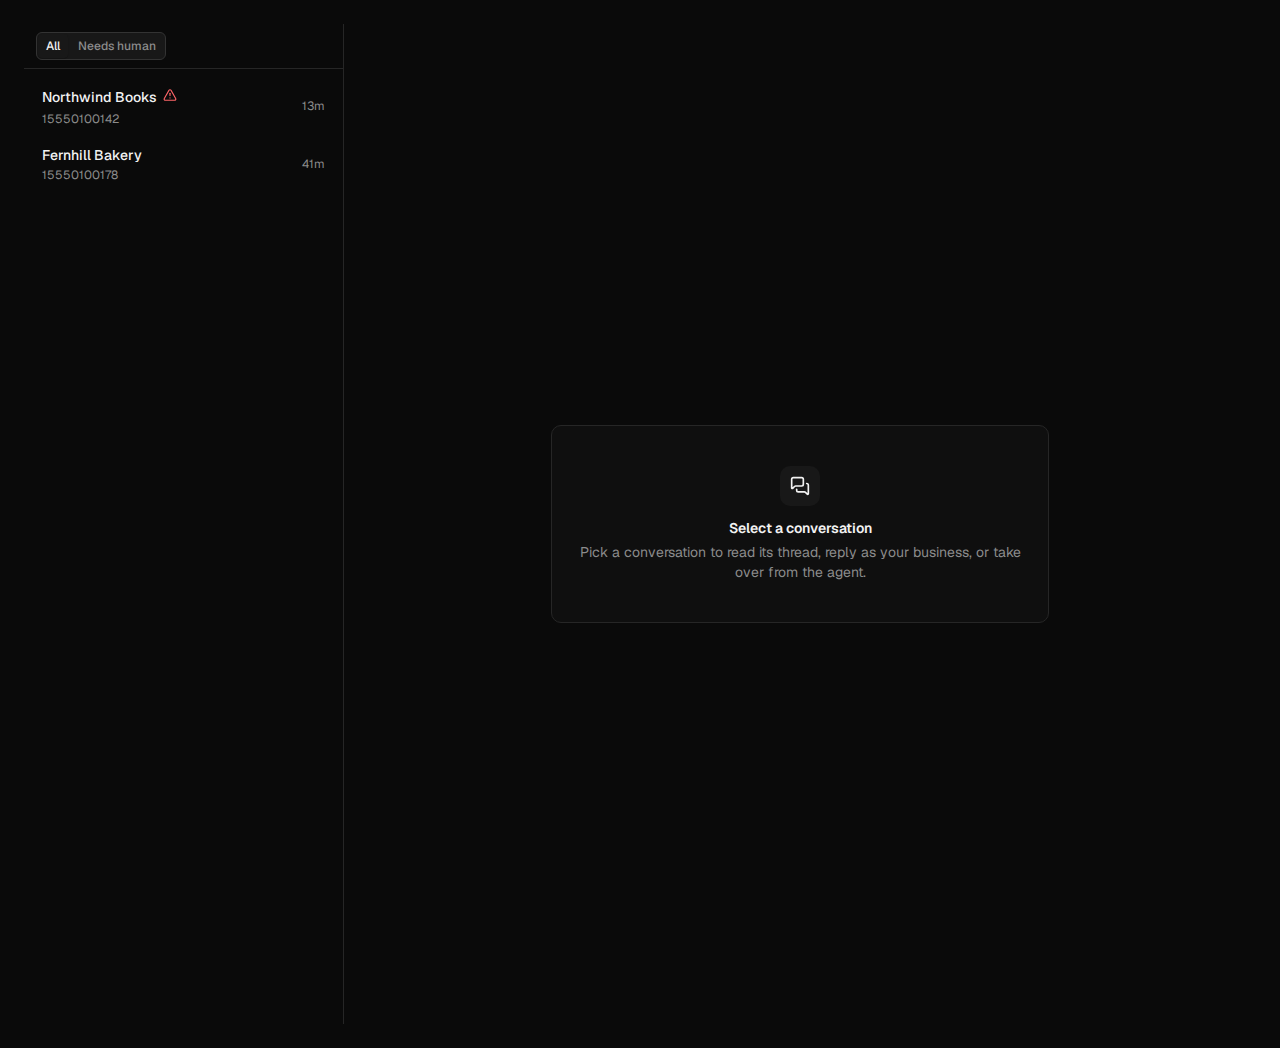 All Needs human
Northwind Books
15550100142
13m
Fernhill Bakery
15550100178
41m
Select a conversation
Pick a conversation to read its thread, reply as your business, or take
over from the agent.